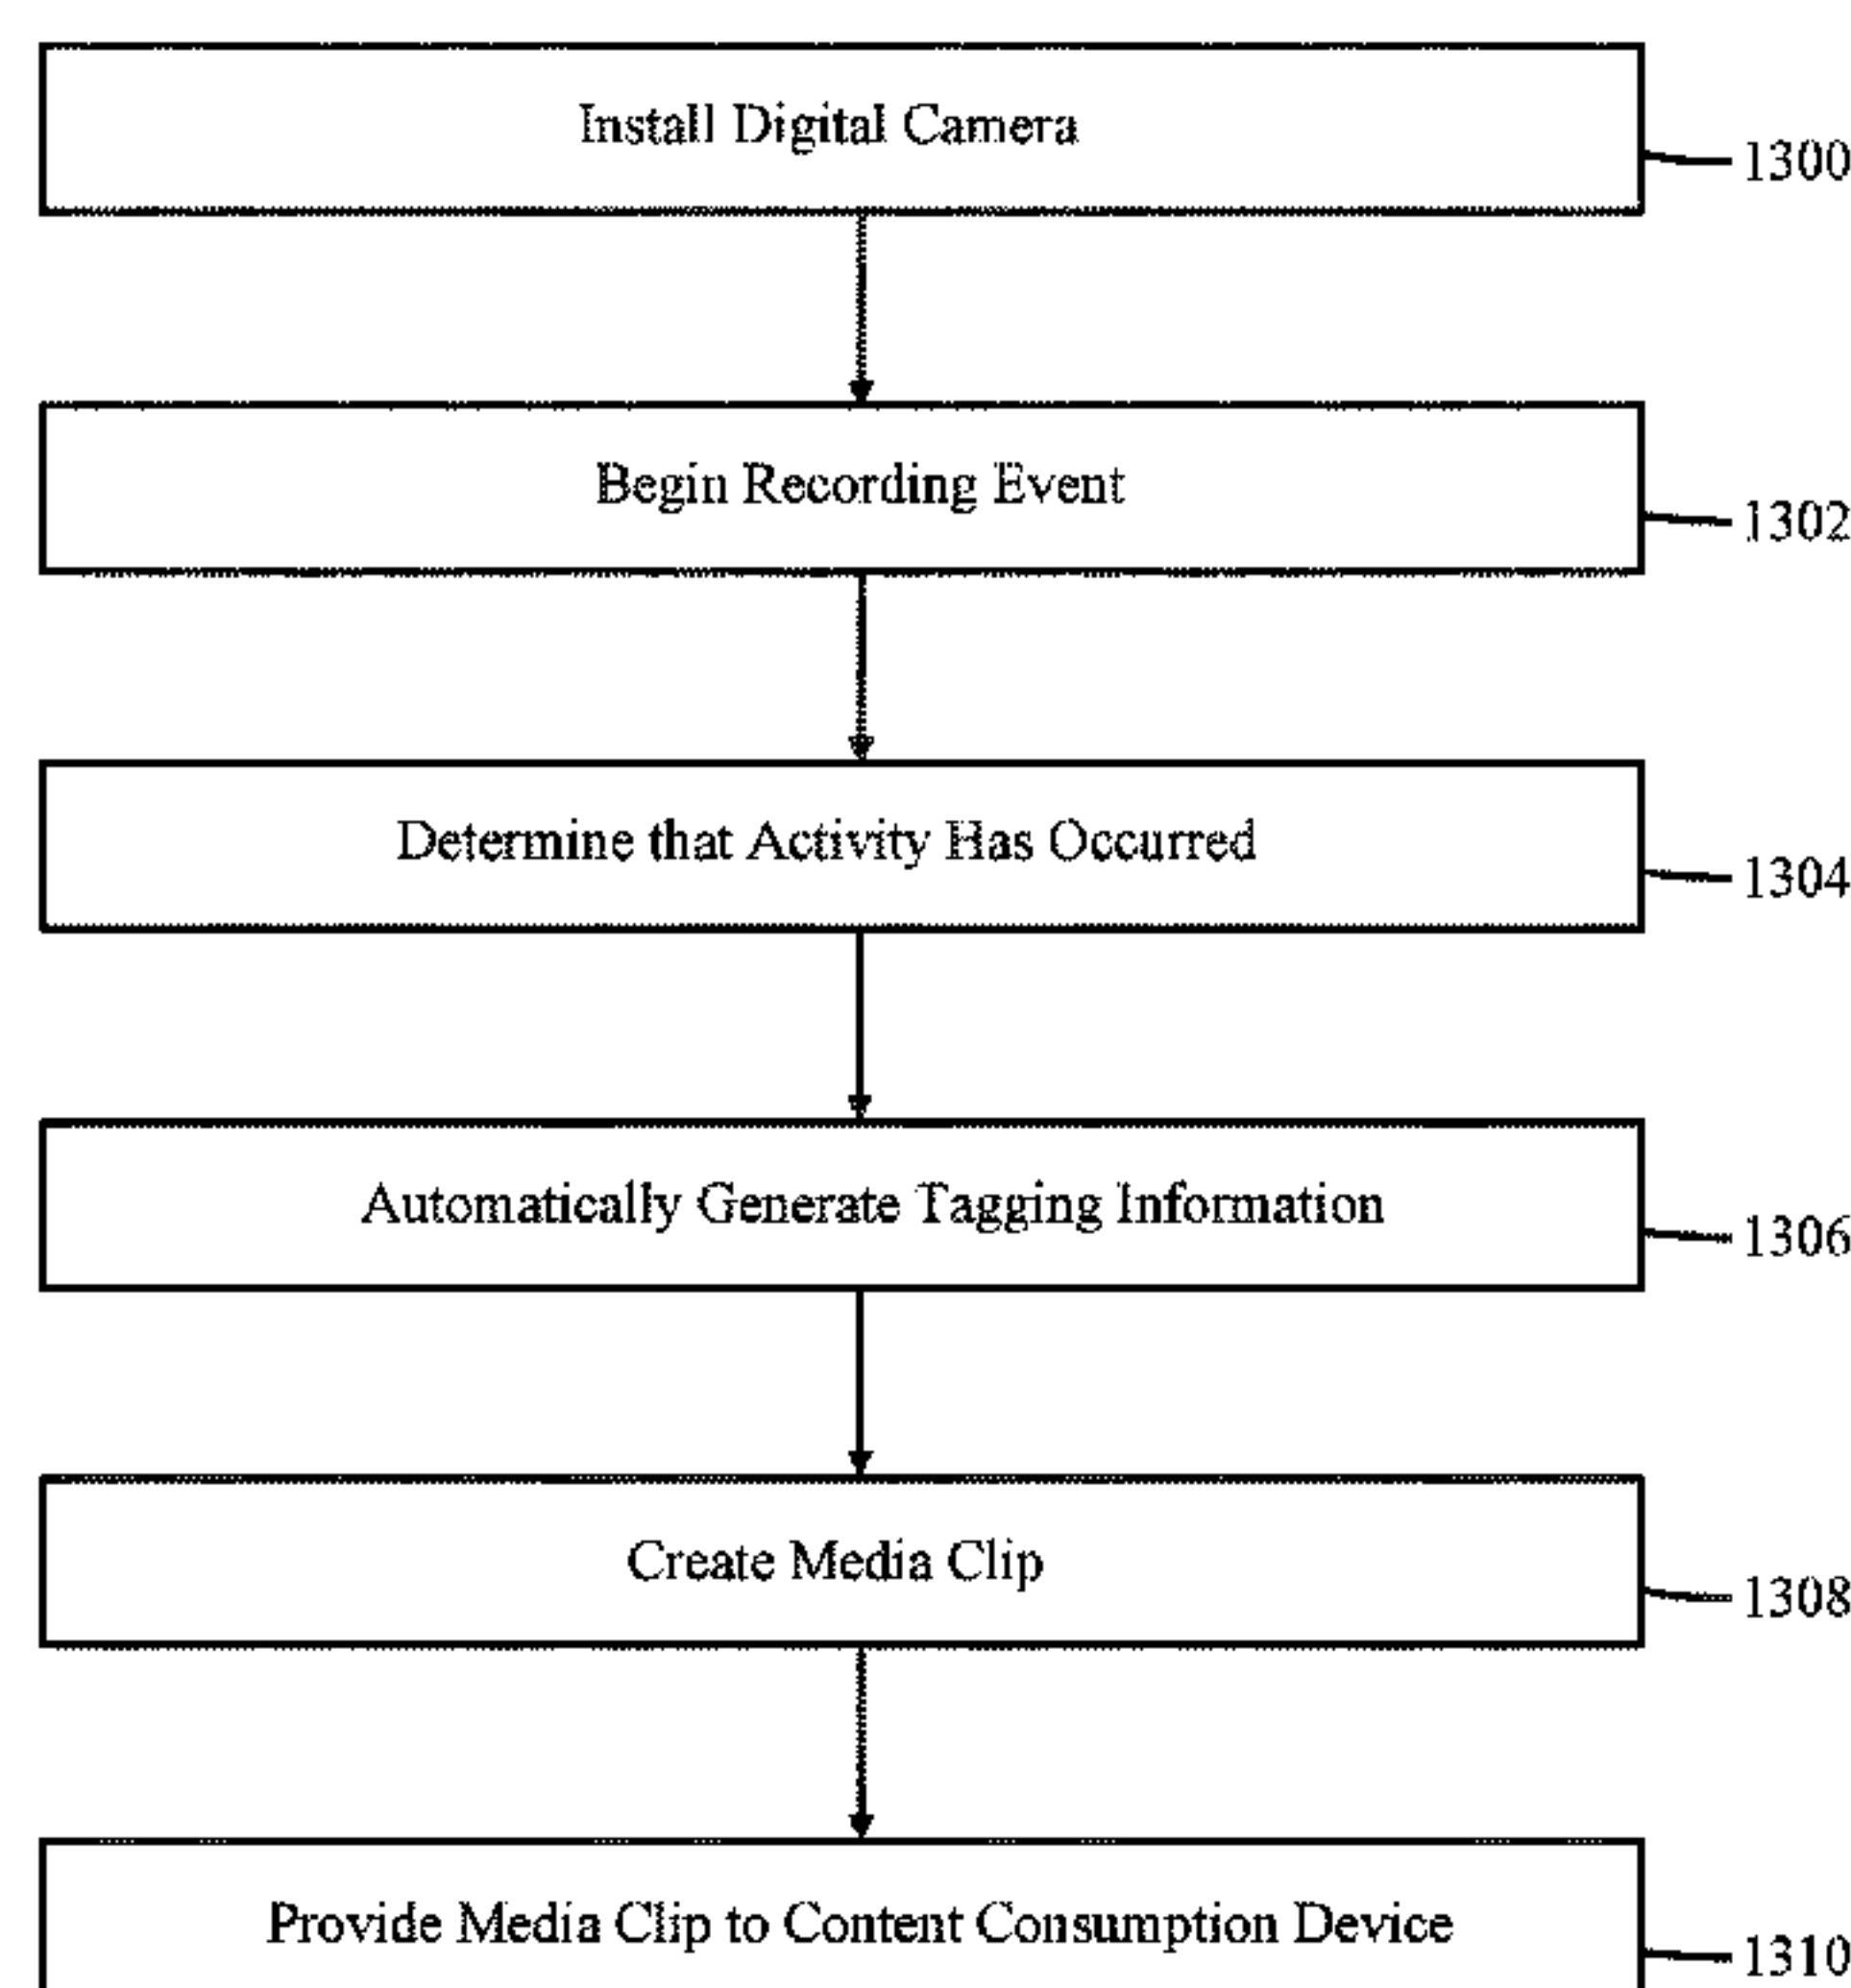 Install Digital Camera
1300
Begin Recording Event
1302
Determine that Activity Has Occurred
1304
Automatically Generate Tagging Information
1306
Create Media Clip
1308
Provide Media Clip to Content Consumption Device
1310